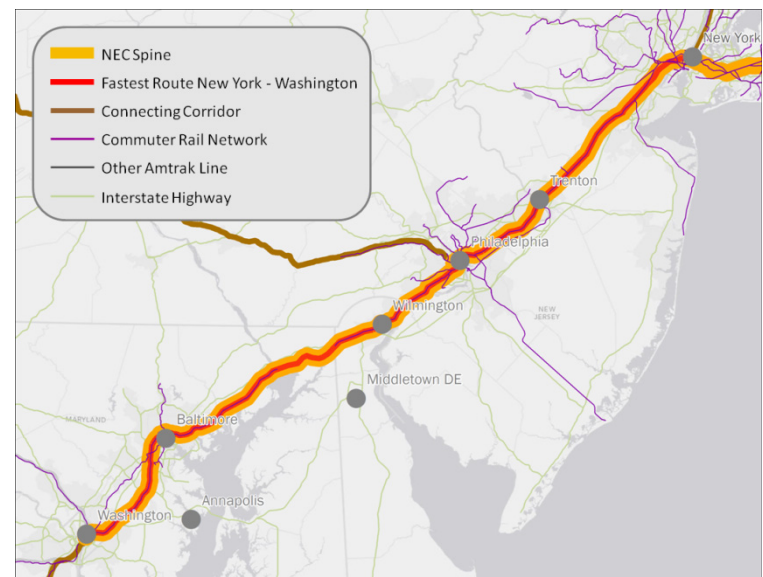 NEC Spine
Fastest Route New York - Washington
Connecting Corridor
Commuter Rail Network
Other Amtrak Line
Interstate Highway
New York
Trenton
Philadelphia
Wilmington
NEW
JERSEY
Middletown DE
MARYLAND
Baltimore
Annapolis
Washington